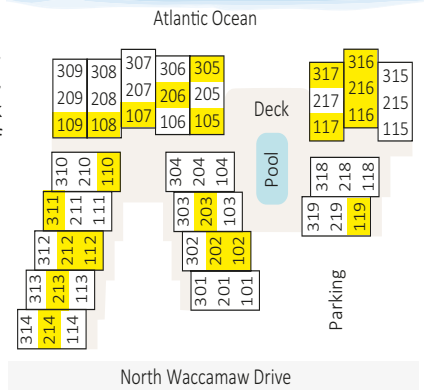 Atlantic Ocean
309 308 307 306 305
209 208 207 206 205
109 108 107 106 105
317 316 315
217 216 215
117 116 115
Deck
Pool
310 210 110
311 211 111
312 212 112
313 213 113
314 214 114
304 204 104
303 203 103
302 202 102
301 201 101
318 218 118
319 219 119
Parking
North Waccamaw Drive